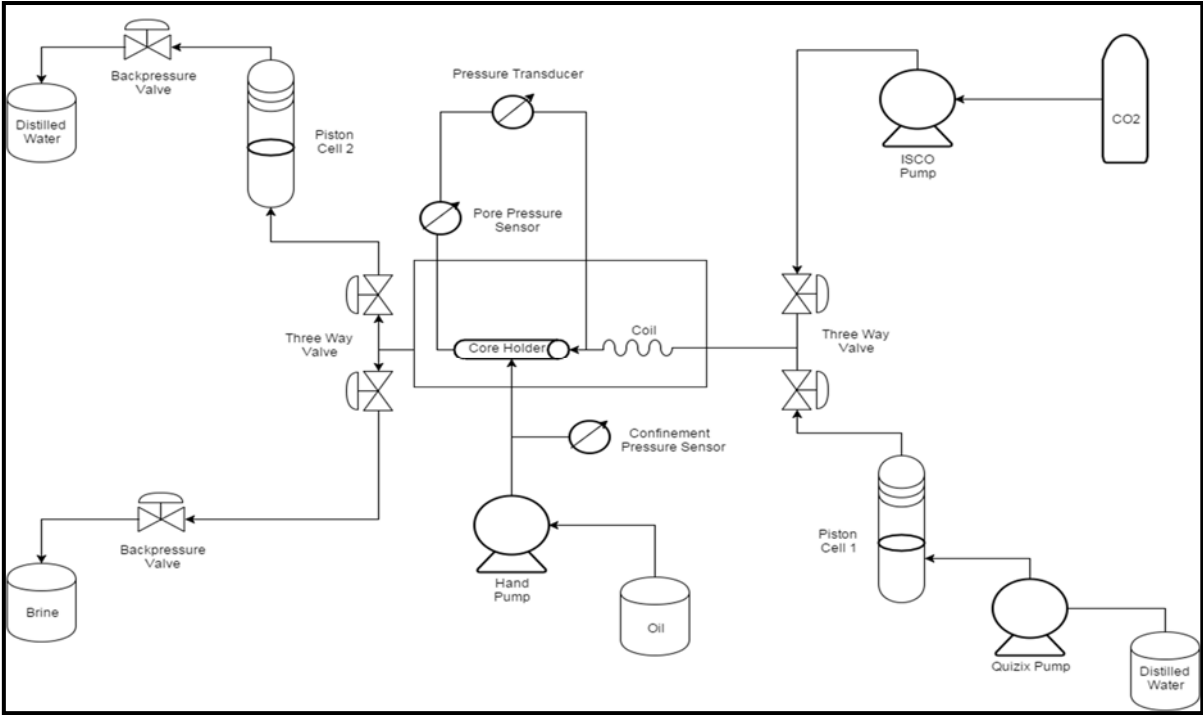 Backpressure
Valve
Distilled
Water
Piston
Cell 2
Pressure Transducer
Pore Pressure
Sensor
ISCO
Pump
CO2
Three Way
Valve
Core Holder
Coil
Three Way
Valve
Confinement
Pressure Sensor
Backpressure
Valve
Brine
Hand
Pump
Oil
Piston
Cell 1
Quizix Pump
Distilled
Water